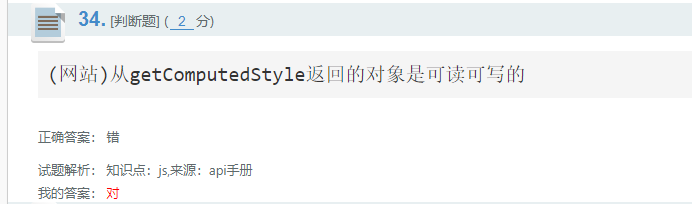 34. [判断题] ( 2 分)
(网站)从getComputedStyle返回的对象是可读可写的
正确答案: 错
试题解析: 知识点: js,来源: api手册
我的答案: 对